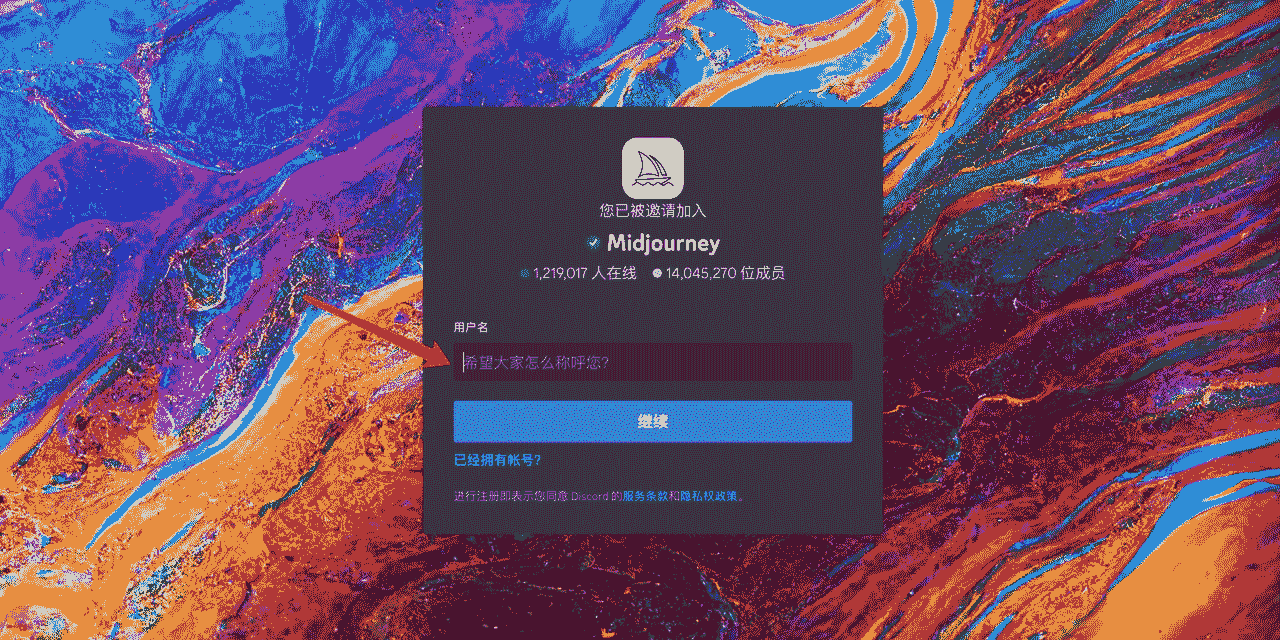 您已被邀请加入
Midjourney
1,219,017 人在线 14,045,270 位成员
用户名
希望大家怎么称呼您?
继续
已经拥有帐号?
进行注册即表示您同意 Discord 的服务条款和隐私权政策。